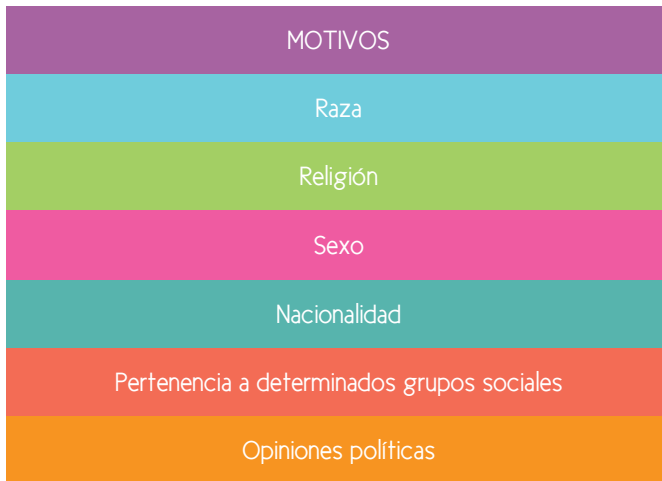 MOTIVOS
Raza
Religión
Sexo
Nacionalidad
Pertenencia a determinados grupos sociales
Opiniones políticas